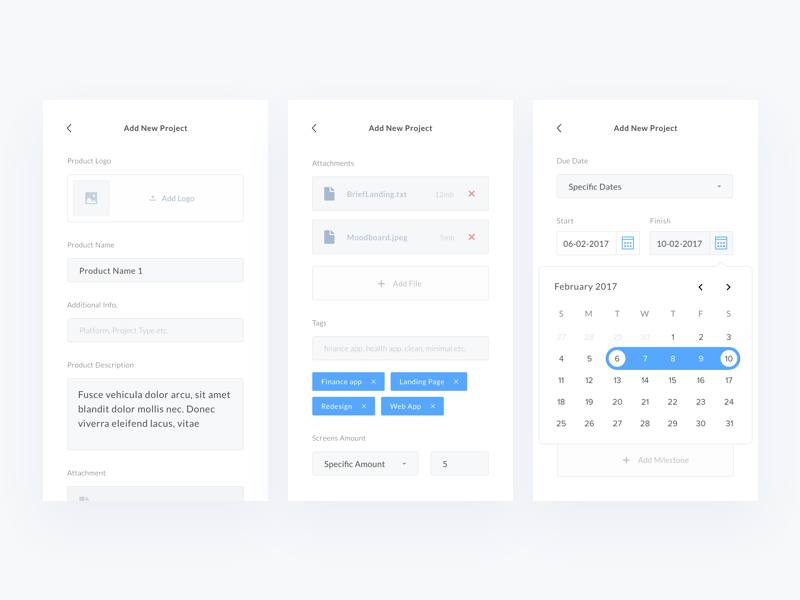 Add New Project
Product Logo
Add Logo
Product Name
Product Name 1
Additional Info.
Platform, Project Type etc.
Product Description
Fusce vehicula dolor arcu, sit amet
blandit dolor mollis nec. Donec
viverra eleifend lacus, vitae
Attachment
Add New Project
Attachments
BriefLanding.txt 12mb
Moodboard.jpeg 5mb
Add File
Tags
finance app, health app, clean, minimal etc.
Finance app Landing Page
Redesign Web App
Screens Amount
Specific Amount 5
Add New Project
Due Date
Specific Dates
Start Finish
06-02-2017 10-02-2017
February 2017
S M T W T F S
27 28 29 30 1 2 3
4 5 6 7 8 9 10
11 12 13 14 15 16 17
18 19 20 21 22 23 24
25 26 27 28 29 30 31
Add Milestone